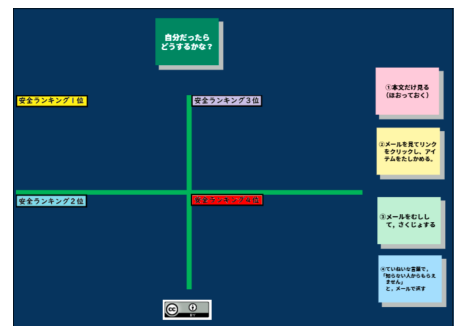 自分だったら
どうするかな？
安全ランキング１位
安全ランキング３位
安全ランキング２位
安全ランキング４位
①本文だけ見る
（ほおっておく）
②メールを見てリンク
をクリックし、アイ
テムをたしかめる。
③メールをむしし
て，さくじょする
④ていねいな言葉で，
「知らない人からもらえ
ません」
と，メールで返す
cc
BY